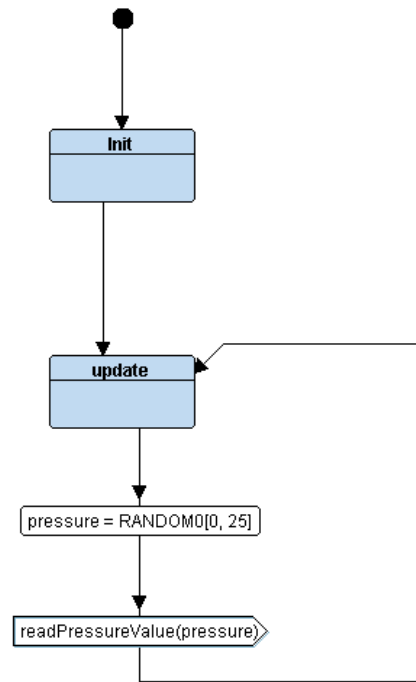 Init
update
pressure = RANDOM0[0, 25]
readPressureValue(pressure)